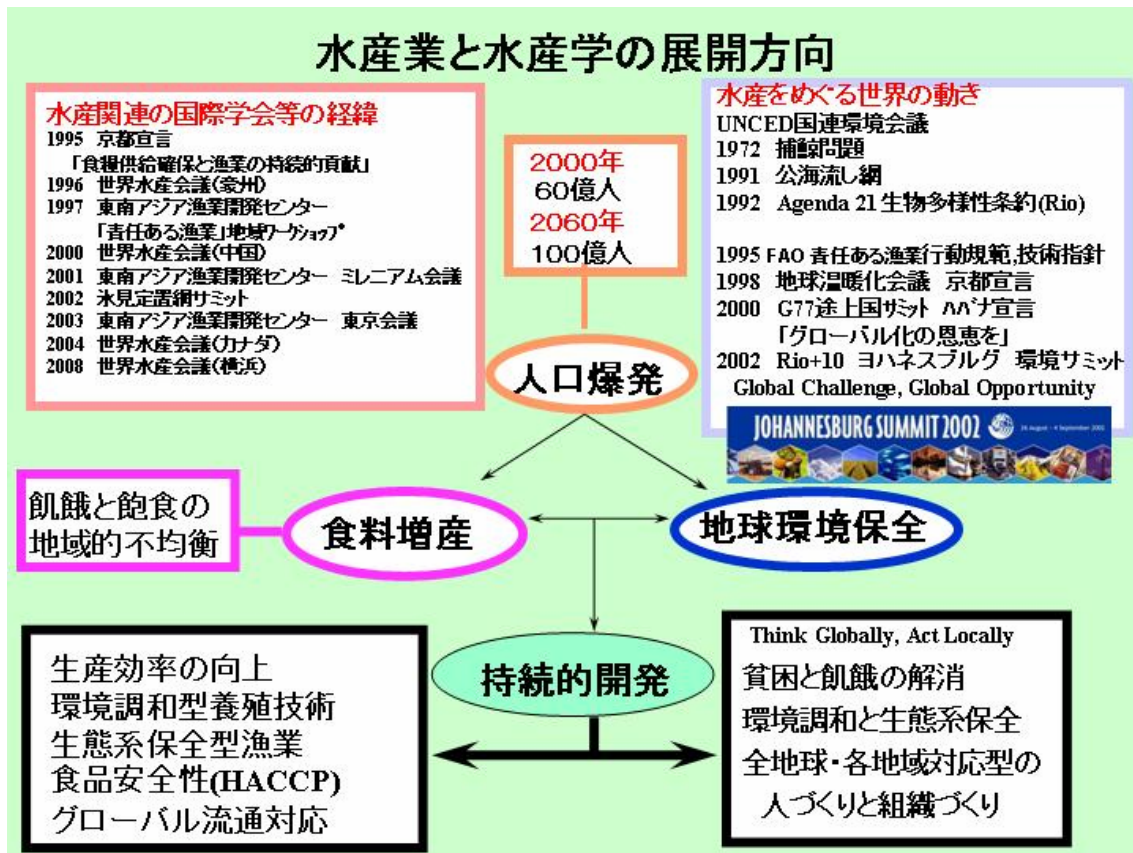 水産業と水産学の展開方向
水産関連の国際学会等の経緯
1995 京都宣言
「食糧供給確保と漁業の持続的貢献」
1996 世界水産会議(豪州)
1997 東南アジア漁業開発センター
「責任ある漁業」地域ワークショップ
2000 世界水産会議(中国)
2001 東南アジア漁業開発センター ミレニアム会議
2002 氷見定置網サミット
2003 東南アジア漁業開発センター 東京会議
2004 世界水産会議(カナダ)
2008 世界水産会議(横浜)
2000年
60億人
2060年
100億人
水産をめぐる世界の動き
UNCED国連環境会議
1972 捕鯨問題
1991 公海流し網
1992 Agenda 21 生物多様性条約(Rio)
1995 FAO 責任ある漁業行動規範,技術指針
1998 地球温暖化会議 京都宣言
2000 G77途上国サミット ハバナ宣言
「グローバル化の恩恵を」
2002 Rio+10 ヨハネスブルグ 環境サミット
Global Challenge, Global Opportunity
JOHANNESBURG SUMMIT 2002
26 August - 4 September 2002
人口爆発
飢餓と飽食の
地域的不均衡
食料増産
地球環境保全
持続的開発
生産効率の向上
環境調和型養殖技術
生態系保全型漁業
食品安全性(HACCP)
グローバル流通対応
Think Globally, Act Locally
貧困と飢餓の解消
環境調和と生態系保全
全地球・各地域対応型の
人づくりと組織づくり